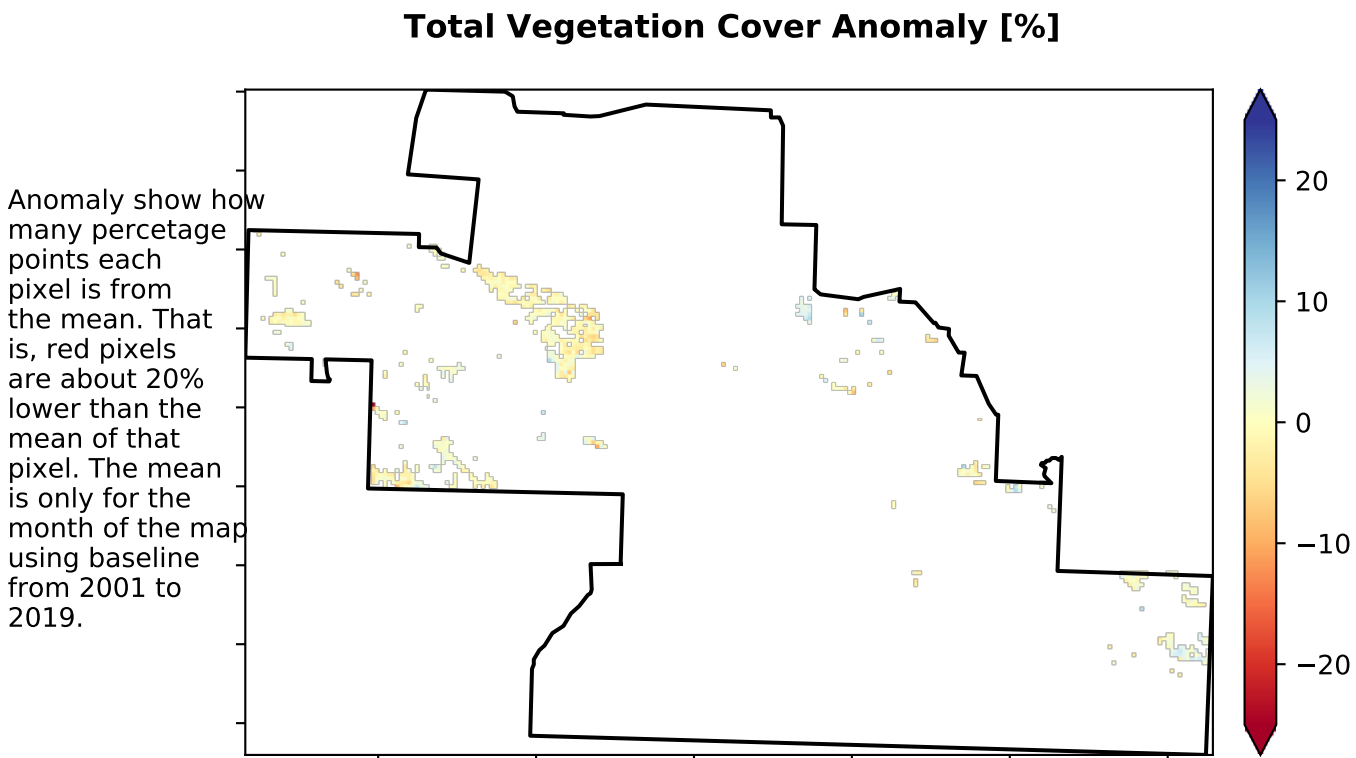 Total Vegetation Cover Anomaly [%]
Anomaly show how
many percetage
points each
pixel is from
the mean. That
is, red pixels
are about 20%
lower than the
mean of that
pixel. The mean
is only for the
month of the map
using baseline
from 2001 to
2019.
20
10
0
−10
−20